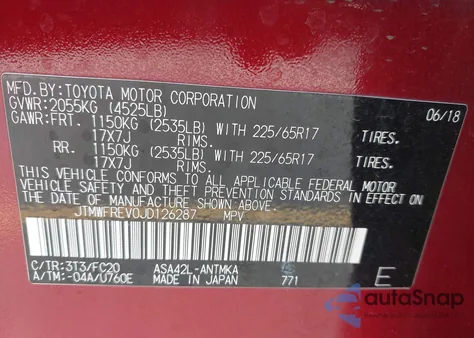 MFD.BY:TOYOTA MOTOR CORPORATION
GVWR:2055KG (4525LB) 06/18
GAWR:FRT. 1150KG (2535LB) WITH 225/65R17 TIRES.
17X7J RIMS.
RR. 1150KG (2535LB) WITH 225/65R17 TIRES.
17X7J RIMS.
THIS VEHICLE CONFORMS TO ALL APPLICABLE FEDERAL MOTOR
VEHICLE SAFETY AND THEFT PREVENTION STANDARDS IN EFFECT ON
THE DATE OF MANUFACTURE SHOWN ABOVE.
JTMWFREV0JD126287 MPV
C/TR:3T3/FC20 ASA42L-ANTMKA
A/TM:-04A/U760E MADE IN JAPAN 771 E
autoSnap